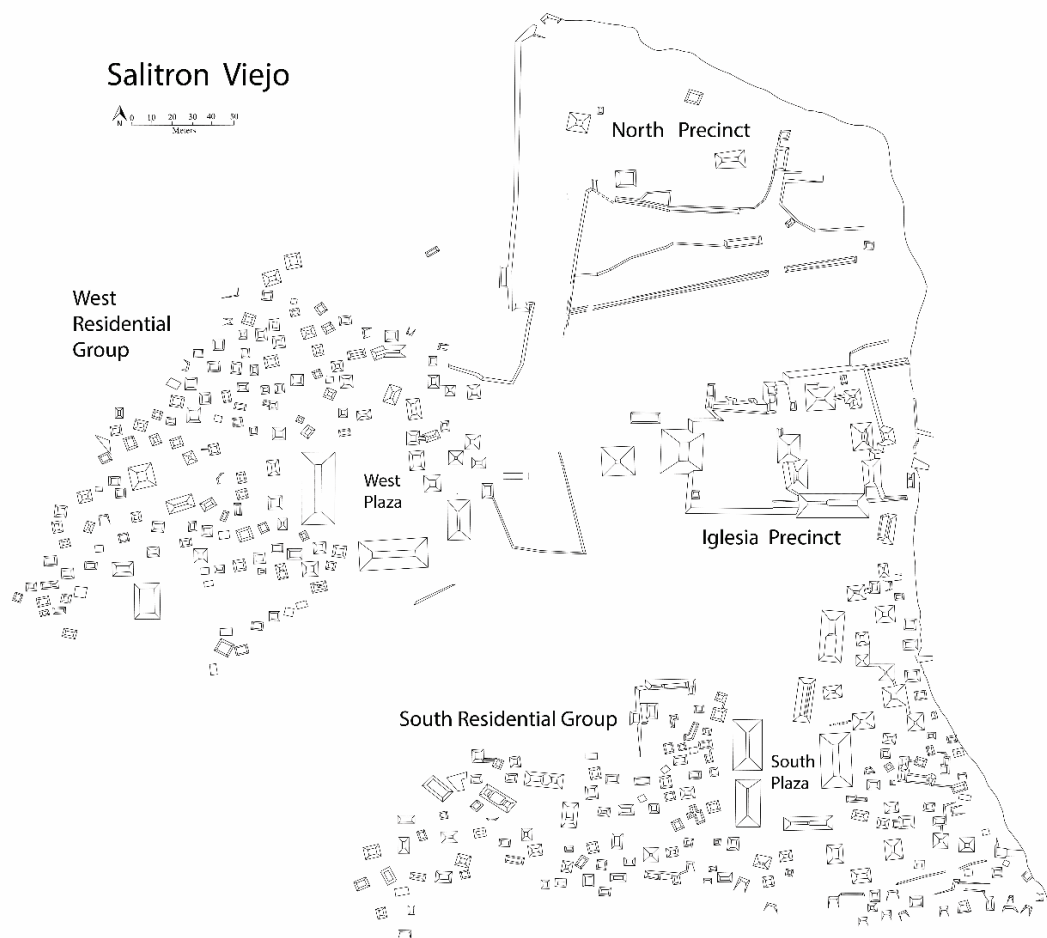 Salitron Viejo
N
0 10 20 30 40 50
Meters
North Precinct
West
Residential
Group
West
Plaza
Iglesia Precinct
South Residential Group
South
Plaza